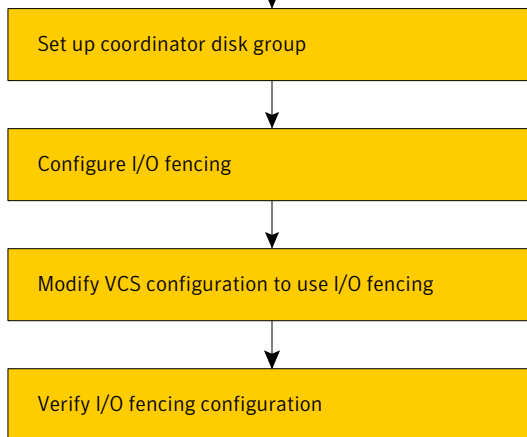 Set up coordinator disk group
Configure I/O fencing
Modify VCS configuration to use I/O fencing
Verify I/O fencing configuration